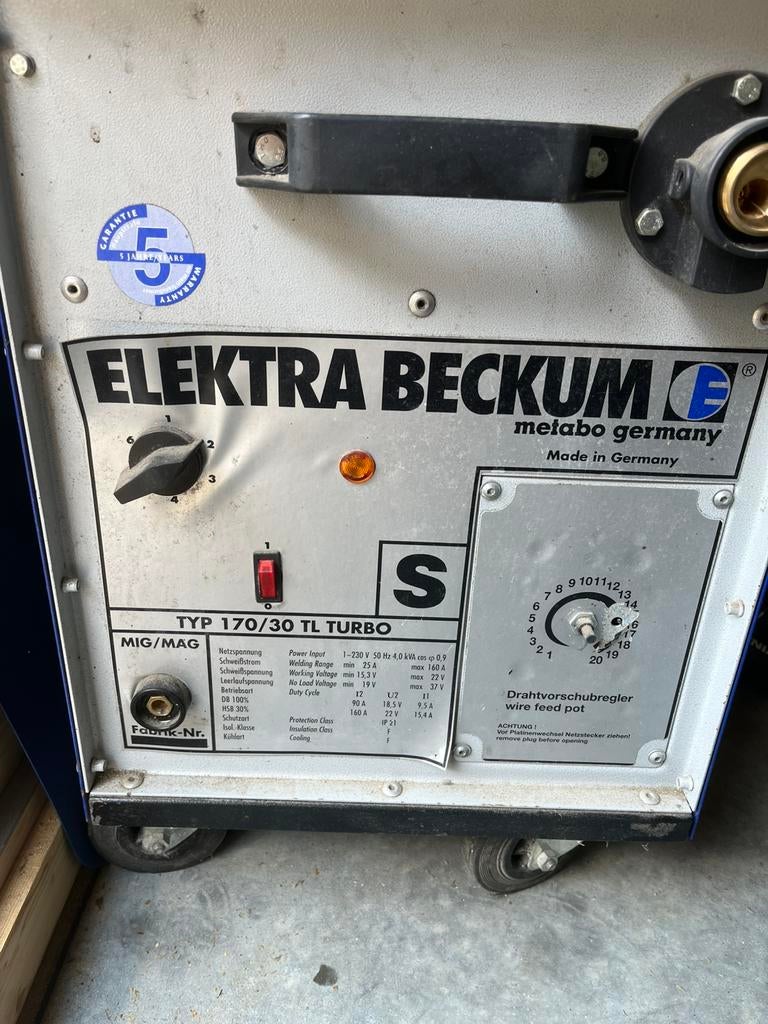 GARANTIE
5
5 JAHRE/YEARS
WARRANTY
ELEKTRA BECKUM E ®
metabo germany
Made in Germany
1
2
3
4
6
1
0
S
TYP 170/30 TL TURBO
MIG/MAG
Fabrik-Nr.
Netzspannung Power Input 1-230 V 50 Hz 4,0 kVA cos φ 0,9
Schweißstrom Welding Range min 25 A max 160 A
Schweißspannung Working Voltage min 15,3 V max 22 V
Leerlaufspannung No Load Voltage min 19 V max 37 V
Betriebsart Duty Cycle I2 U2 I1
DB 100% 90 A 18,5 V 9,5 A
HSB 30% 160 A 22 V 15,4 A
Schutzart Protection Class IP 21
Isol.-Klasse Insulation Class F
Kühlart Cooling F
1 2 3 4 5 6 7 8 9 10 11 12 13 14 16 17 18 19 20
Drahtvorschubregler
wire feed pot
ACHTUNG !
Vor Platinenwechsel Netzstecker ziehen!
remove plug before opening